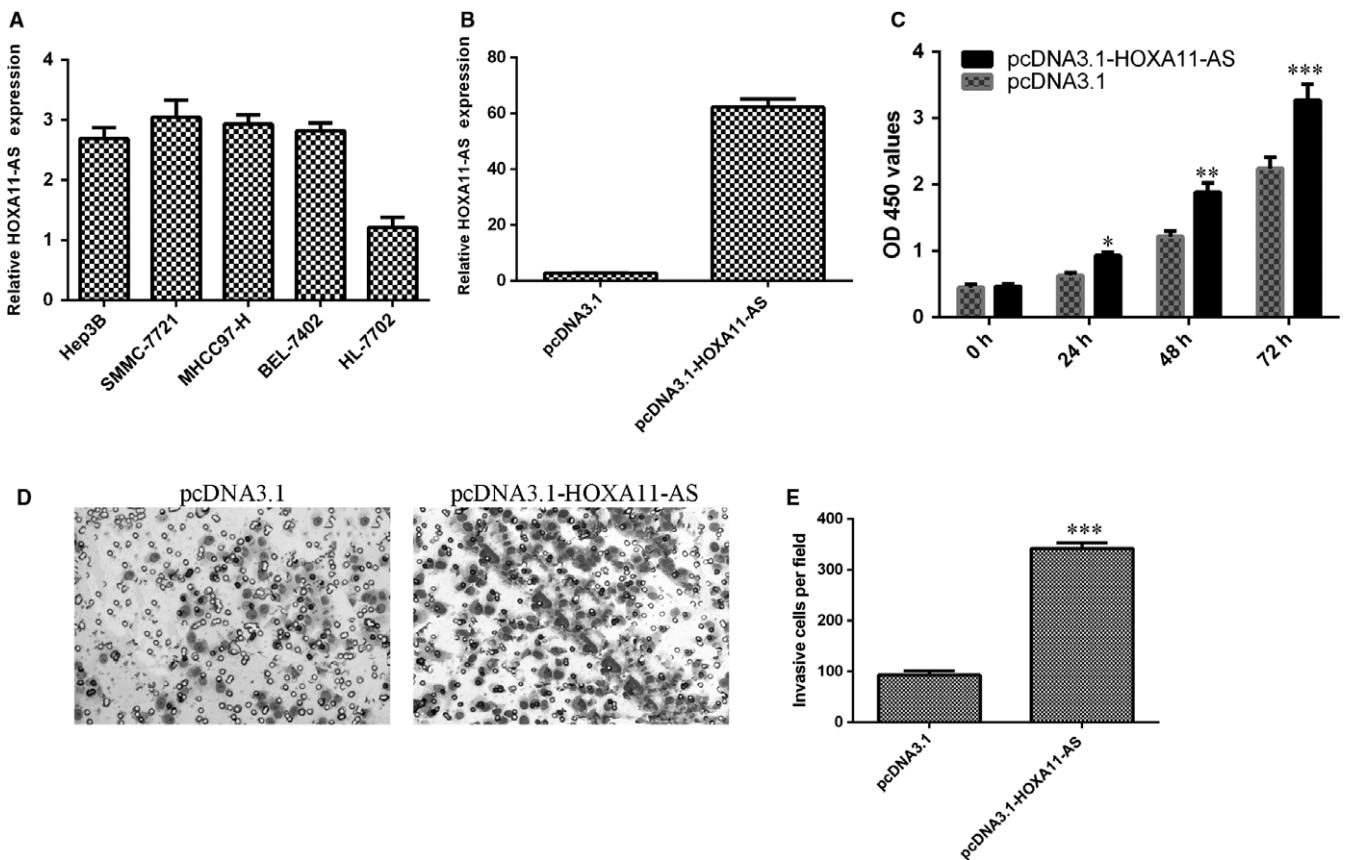 A
Relative HOXA11-AS expression
4
3
2
1
0
Hep3B
SMMC-7721
MHCC97-H
BEL-7402
HL-7702
B
Relative HOXA11-AS expression
80
60
40
20
0
pcDNA3.1
pcDNA3.1-HOXA11-AS
C
OD 450 values
4
3
2
1
0
pcDNA3.1-HOXA11-AS
pcDNA3.1
*
**
***
0 h
24 h
48 h
72 h
D
pcDNA3.1
pcDNA3.1-HOXA11-AS
E
Invasive cells per field
400
300
200
100
0
***
pcDNA3.1
pcDNA3.1-HOXA11-AS